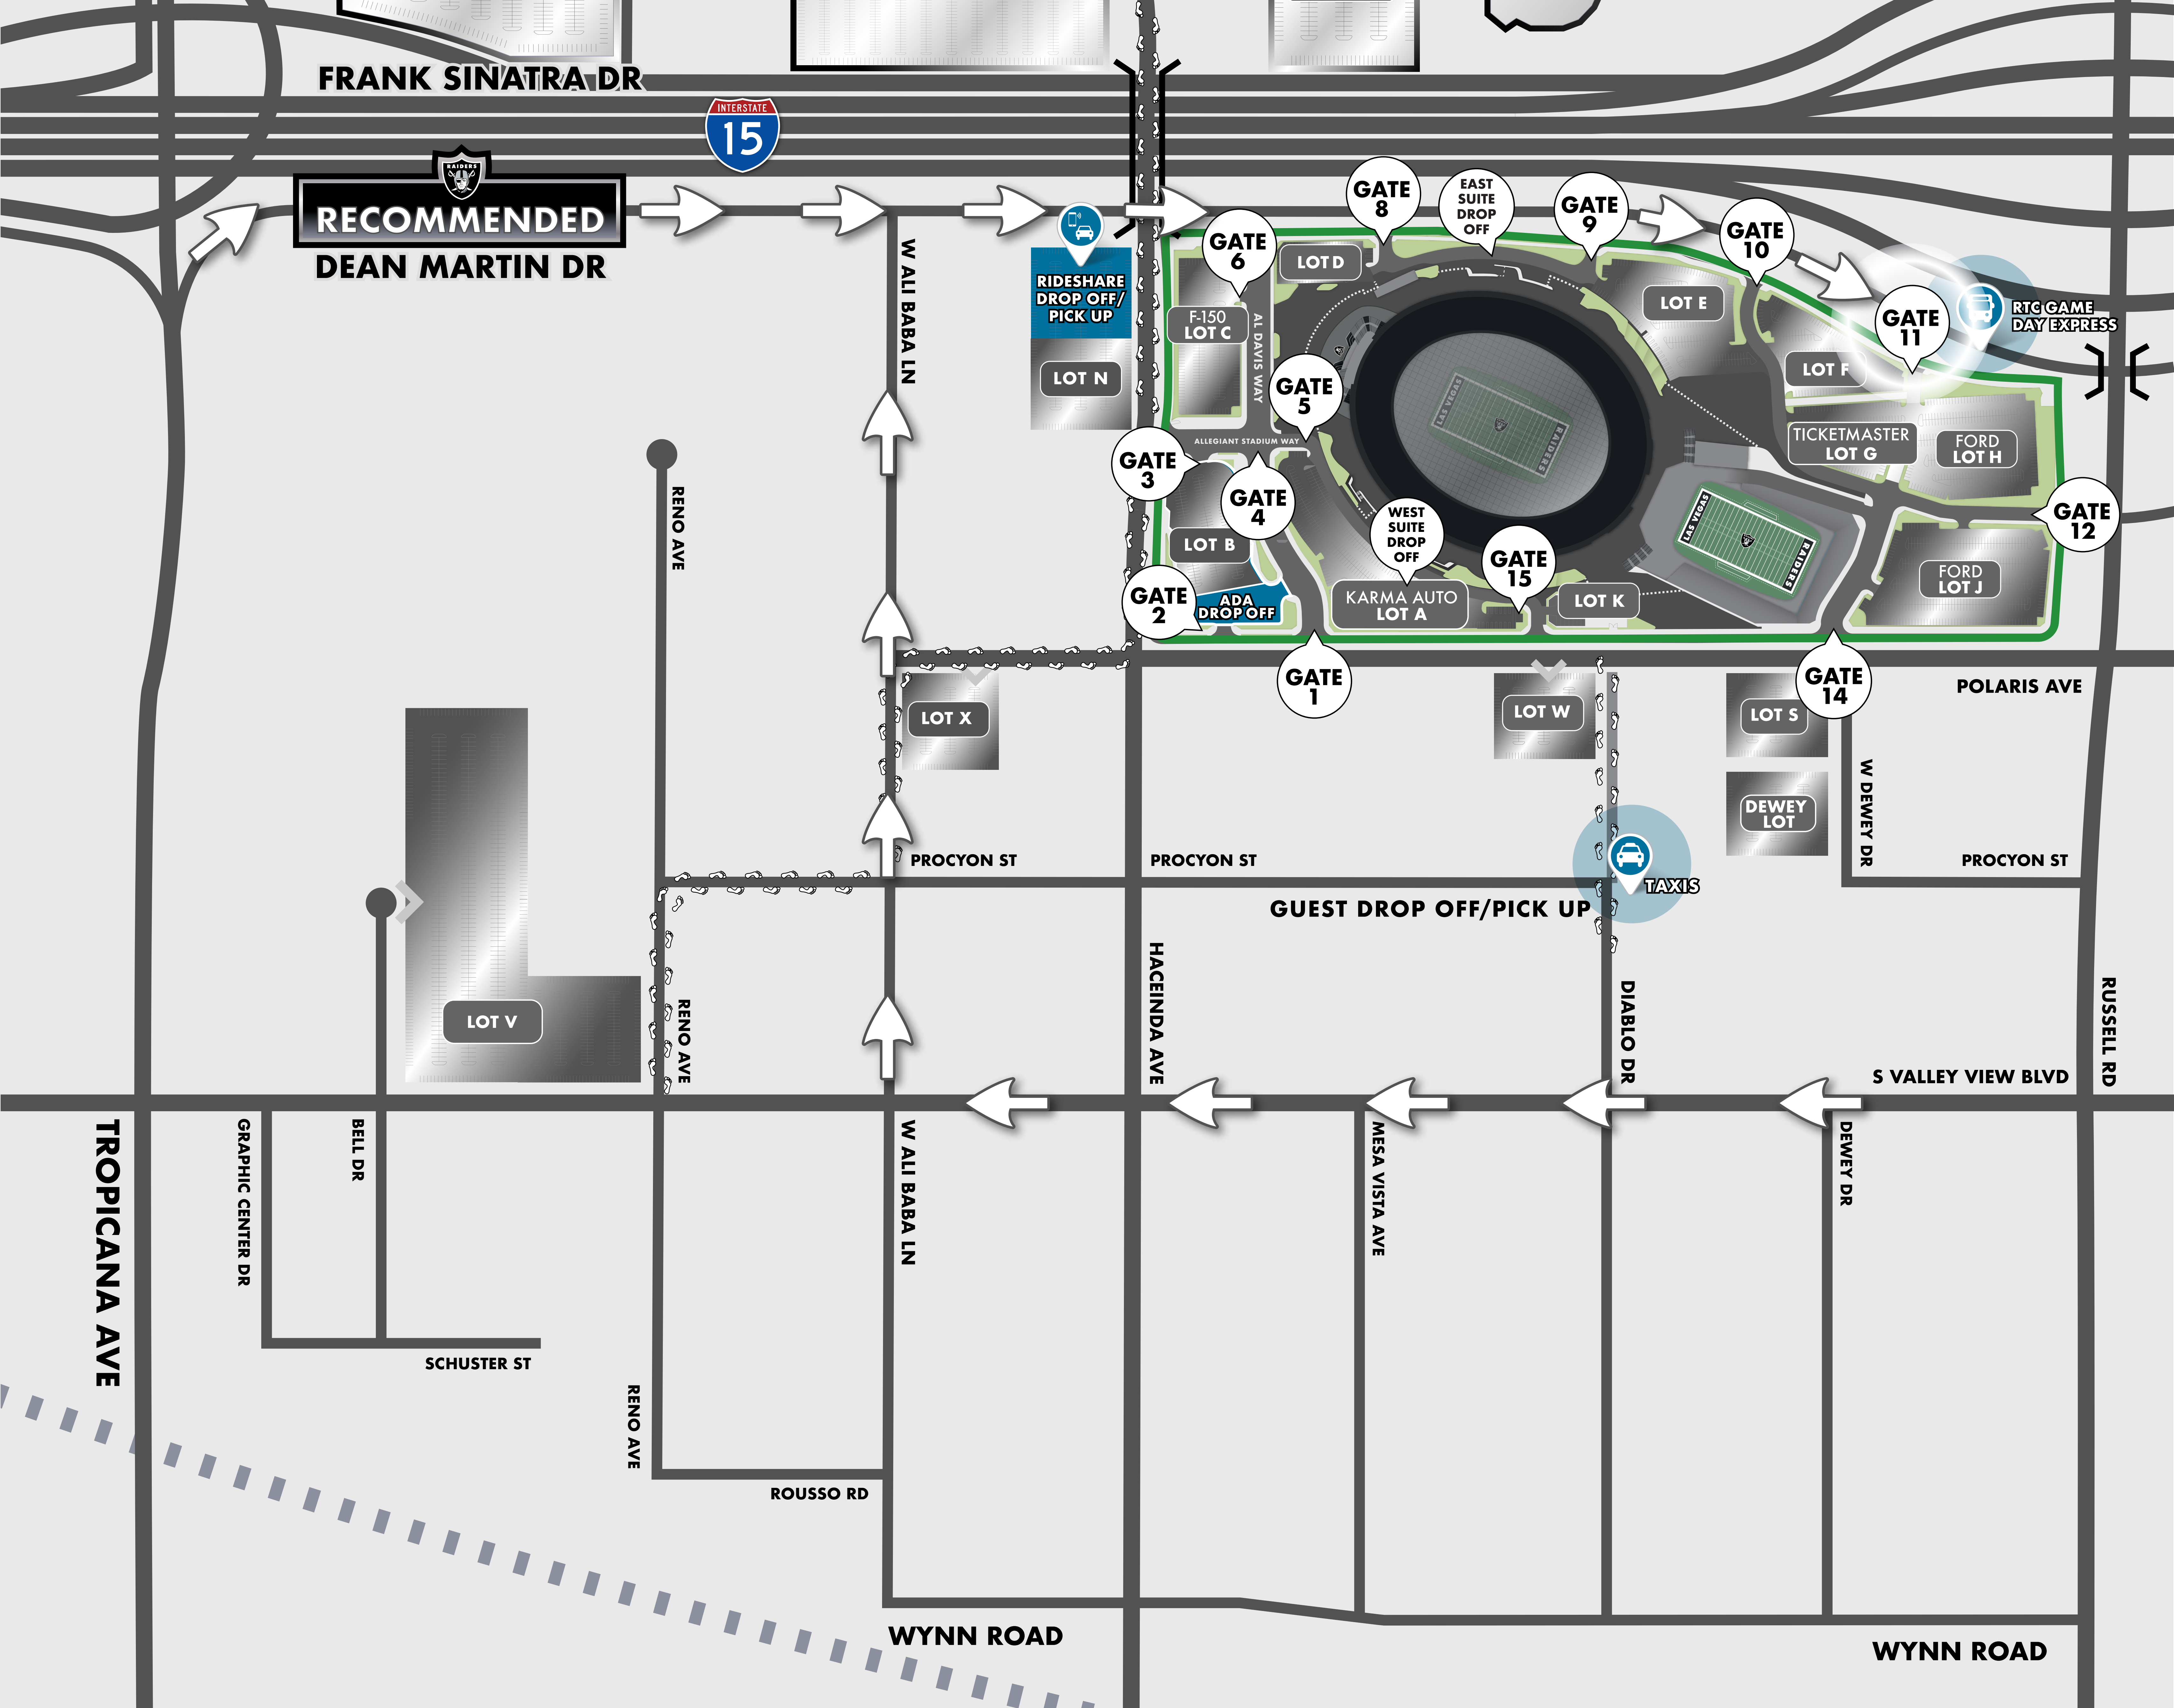 FRANK SINATRA DR
INTERSTATE
15
RAIDERS
RECOMMENDED
DEAN MARTIN DR
W ALI BABA LN
RIDESHARE
DROP OFF/
PICK UP
LOT N
GATE
6
LOT D
GATE
8
EAST
SUITE
DROP
OFF
GATE
9
GATE
10
LOT E
F-150
LOT C
AL DAVIS WAY
GATE
5
GATE
11
RTC GAME
DAY EXPRESS
LOT F
LAS VEGAS
RAIDERS
ALLEGIANT STADIUM WAY
TICKETMASTER
LOT G
FORD
LOT H
GATE
3
GATE
4
WEST
SUITE
DROP
OFF
GATE
12
LAS VEGAS
RAIDERS
LOT B
GATE
15
FORD
LOT J
GATE
2
ADA
DROP OFF
KARMA AUTO
LOT A
LOT K
RENO AVE
GATE
1
GATE
14
POLARIS AVE
LOT X
LOT W
LOT S
DEWEY
LOT
W DEWEY DR
PROCYON ST
PROCYON ST
PROCYON ST
TAXIS
GUEST DROP OFF/PICK UP
LOT V
RENO AVE
HACEINDA AVE
DIABLO DR
RUSSELL RD
S VALLEY VIEW BLVD
TROPICANA AVE
GRAPHIC CENTER DR
BELL DR
W ALI BABA LN
MESA VISTA AVE
DEWEY DR
SCHUSTER ST
RENO AVE
ROUSSO RD
WYNN ROAD
WYNN ROAD